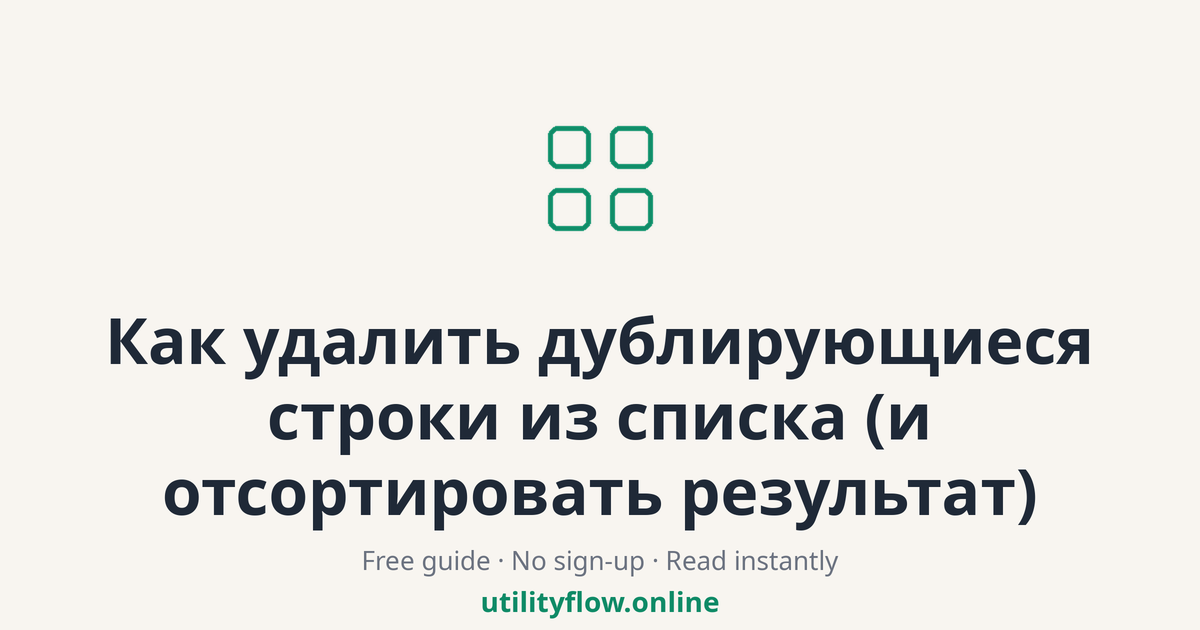 Как удалить дублирующиеся
строки из списка (и
отсортировать результат)
Free guide · No sign-up · Read instantly
utilityflow.online